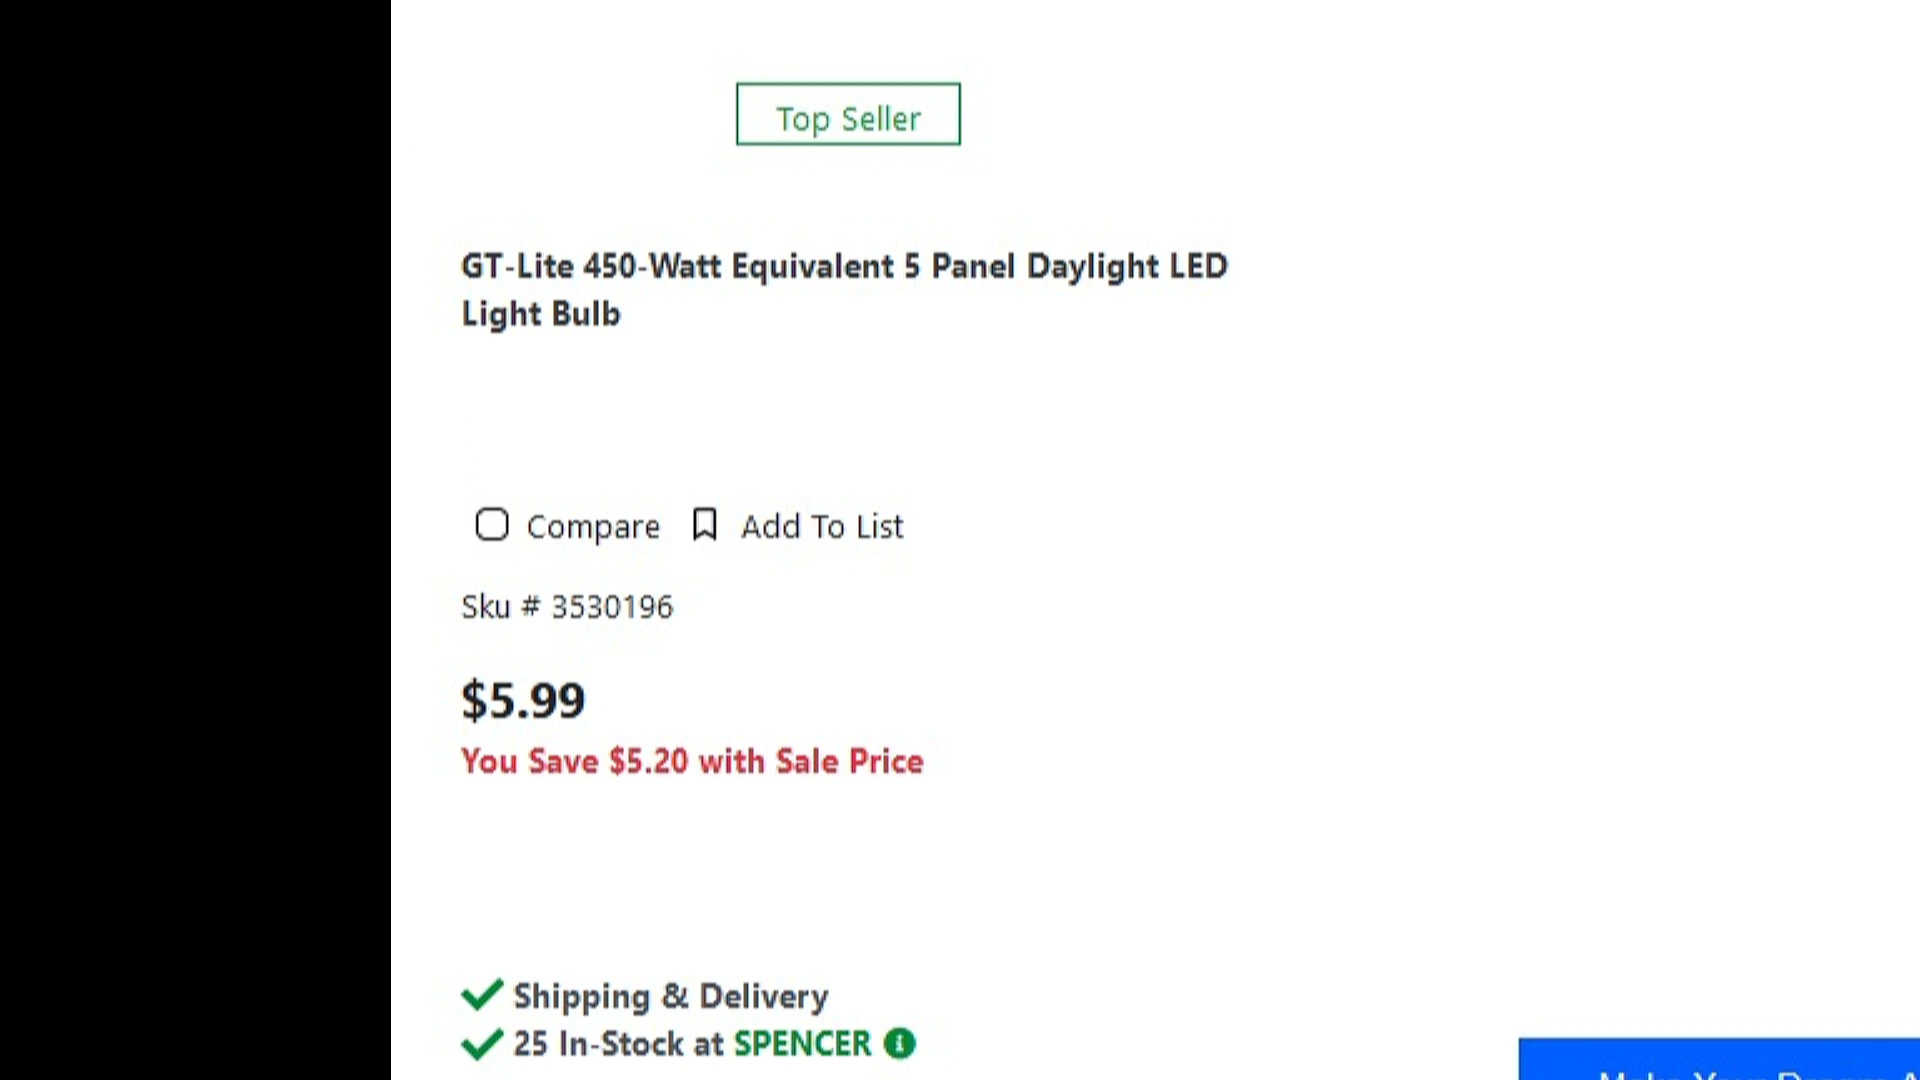 Top Seller
GT-Lite 450-Watt Equivalent 5 Panel Daylight LED
Light Bulb
Compare Add To List
Sku # 3530196
$5.99
You Save $5.20 with Sale Price
Shipping & Delivery
25 In-Stock at SPENCER